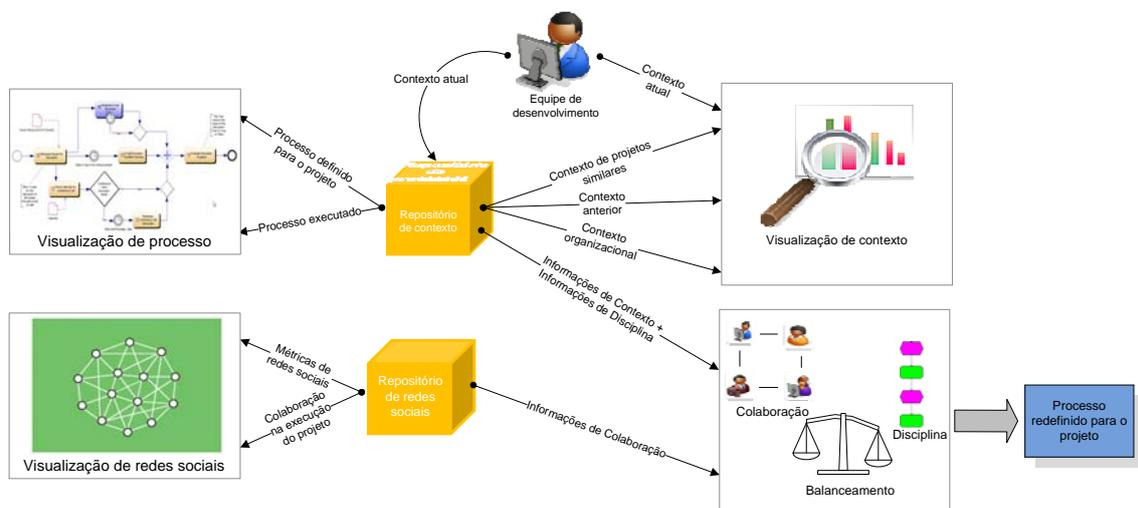 Contexto atual
Equipe de
desenvolvimento
Contexto
atual
Processo definido
para o projeto
Processo executado
Visualização de processo
Repositório
de contexto
Contexto de projetos
similares
Contexto
anterior
Contexto
organizacional
Visualização de contexto
Informações de Contexto +
Informações de Disciplina
Métricas de
redes sociais
Colaboração
na execução
do projeto
Visualização de redes sociais
Repositório
de redes
sociais
Informações de Colaboração
Colaboração
Disciplina
Balanceamento
Processo
redefinido para o
projeto